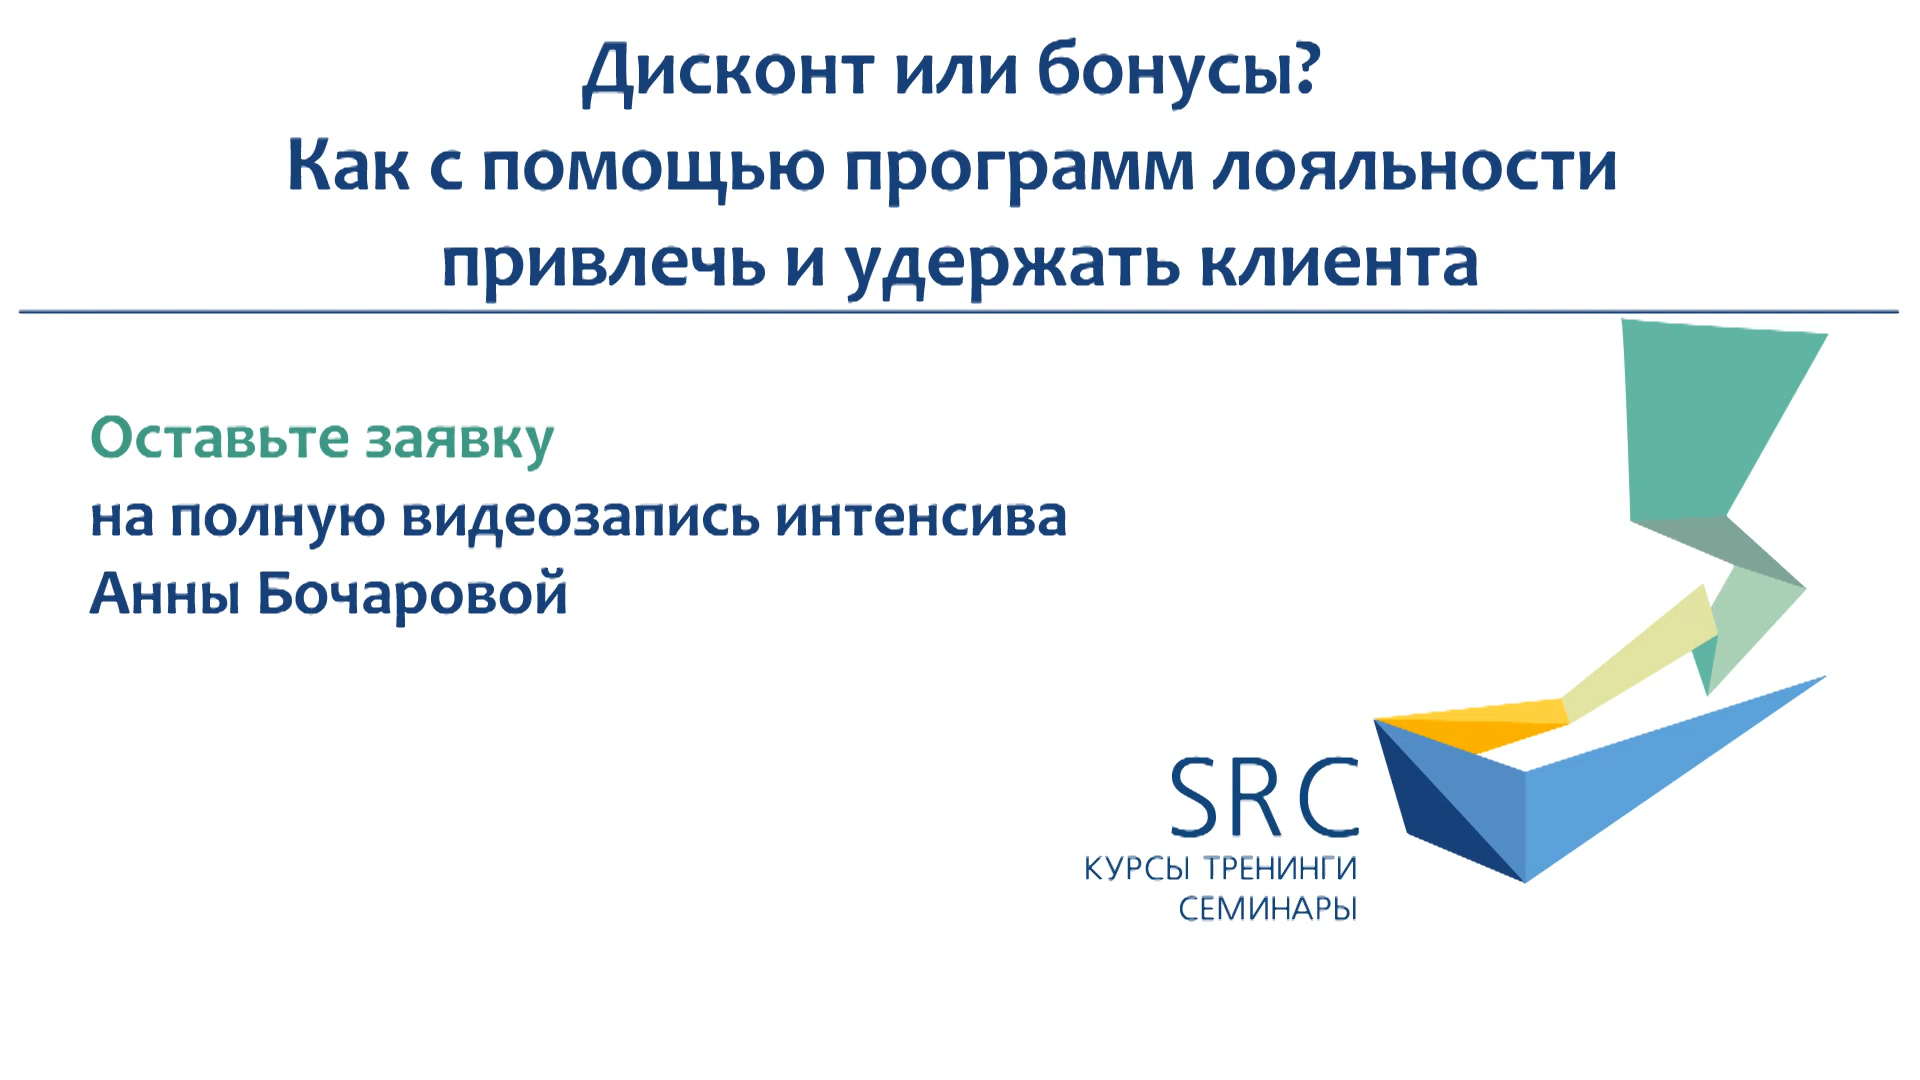 Дисконт или бонусы?
Как с помощью программ лояльности
привлечь и удержать клиента
Оставьте заявку
на полную видеозапись интенсива
Анны Бочаровой
SRC
КУРСЫ ТРЕНИНГИ
СЕМИНАРЫ